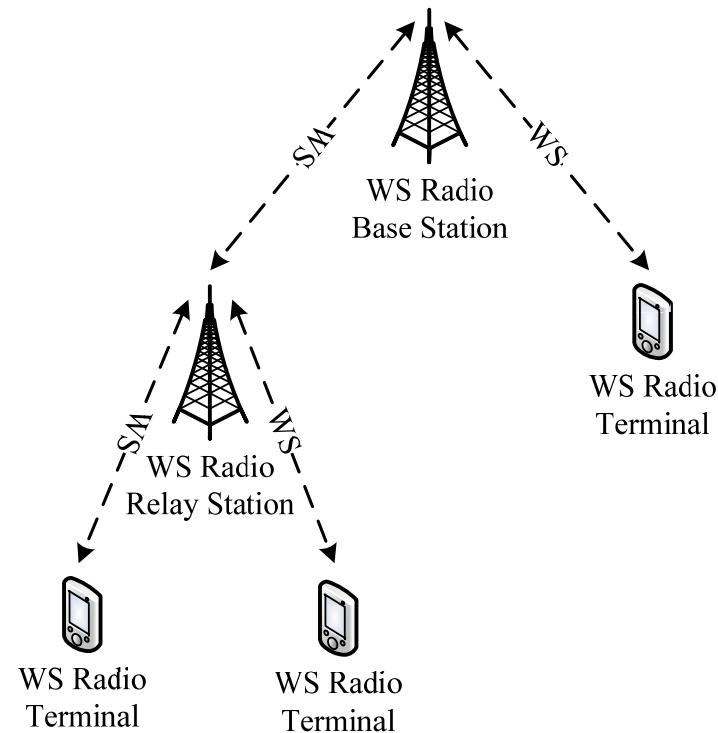 WS
WS
WS Radio
Base Station
WS Radio
Terminal
WS
WS
WS Radio
Relay Station
WS Radio
Terminal
WS Radio
Terminal